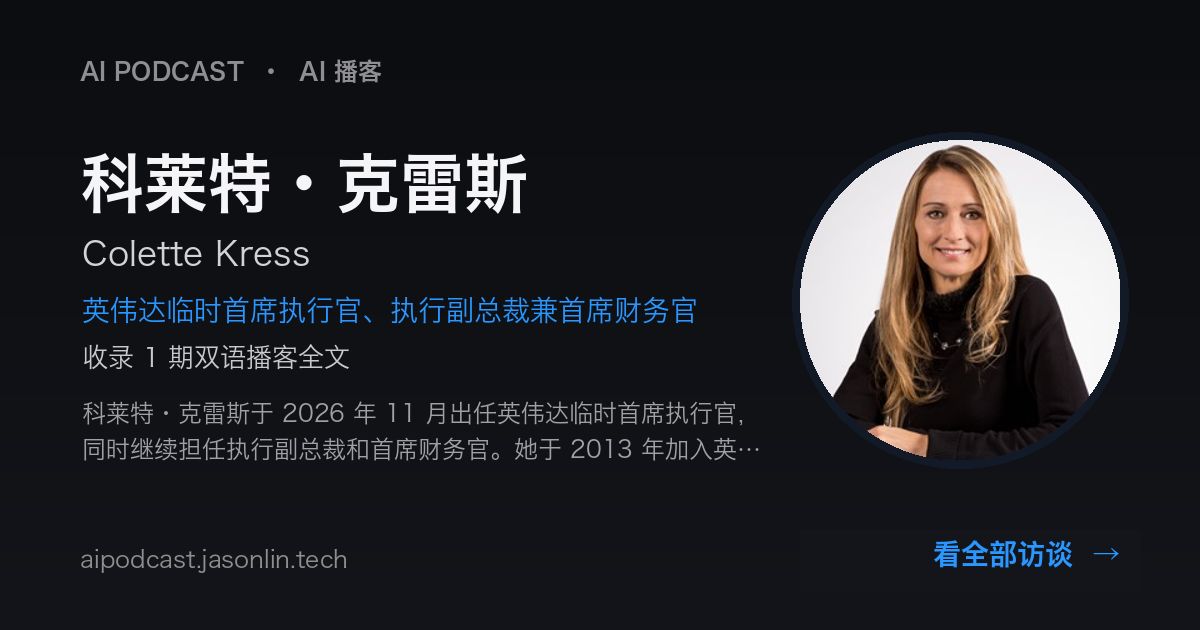 AI PODCAST · AI 播客
科莱特·克雷斯
Colette Kress
英伟达临时首席执行官、执行副总裁兼首席财务官
收录 1 期双语播客全文
科莱特·克雷斯于 2026 年 11 月出任英伟达临时首席执行官,
同时继续担任执行副总裁和首席财务官。她于 2013 年加入英…
aipodcast.jasonlin.tech
看全部访谈 →